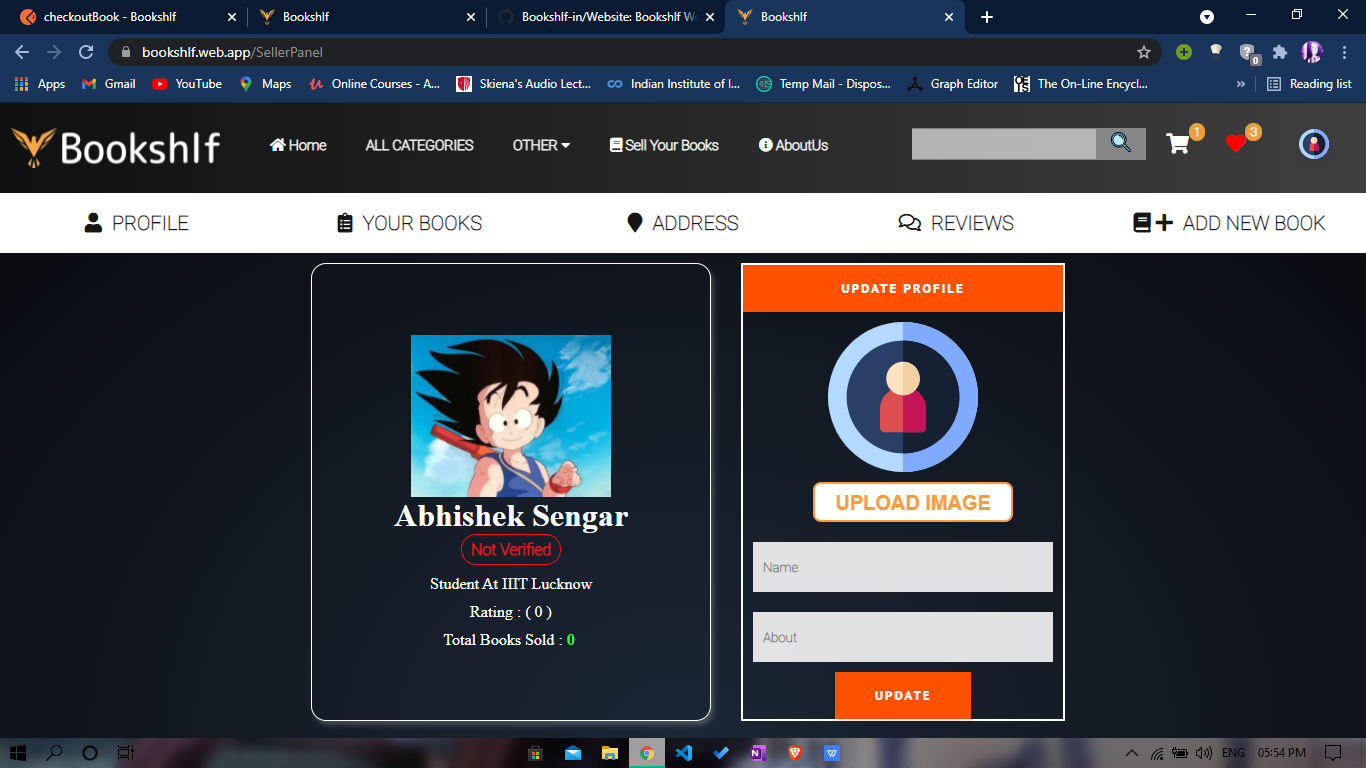 checkoutBook - Bookshlf
Bookshlf
Bookshlf-in/Website: Bookshlf W
Bookshlf
bookshlf.web.app/SellerPanel
0
Apps
Gmail
YouTube
Maps
Online Courses - A...
Skiena's Audio Lect...
Indian Institute of I...
Temp Mail - Dispos...
Graph Editor
The On-Line Encycl...
»
Reading list
Bookshlf
Home
ALL CATEGORIES
OTHER
Sell Your Books
AboutUs
1
3
PROFILE
YOUR BOOKS
ADDRESS
REVIEWS
ADD NEW BOOK
Abhishek Sengar
Not Verified
Student At IIIT Lucknow
Rating : ( 0 )
Total Books Sold : 0
UPDATE PROFILE
UPLOAD IMAGE
Name
About
UPDATE
ENG
05:54 PM